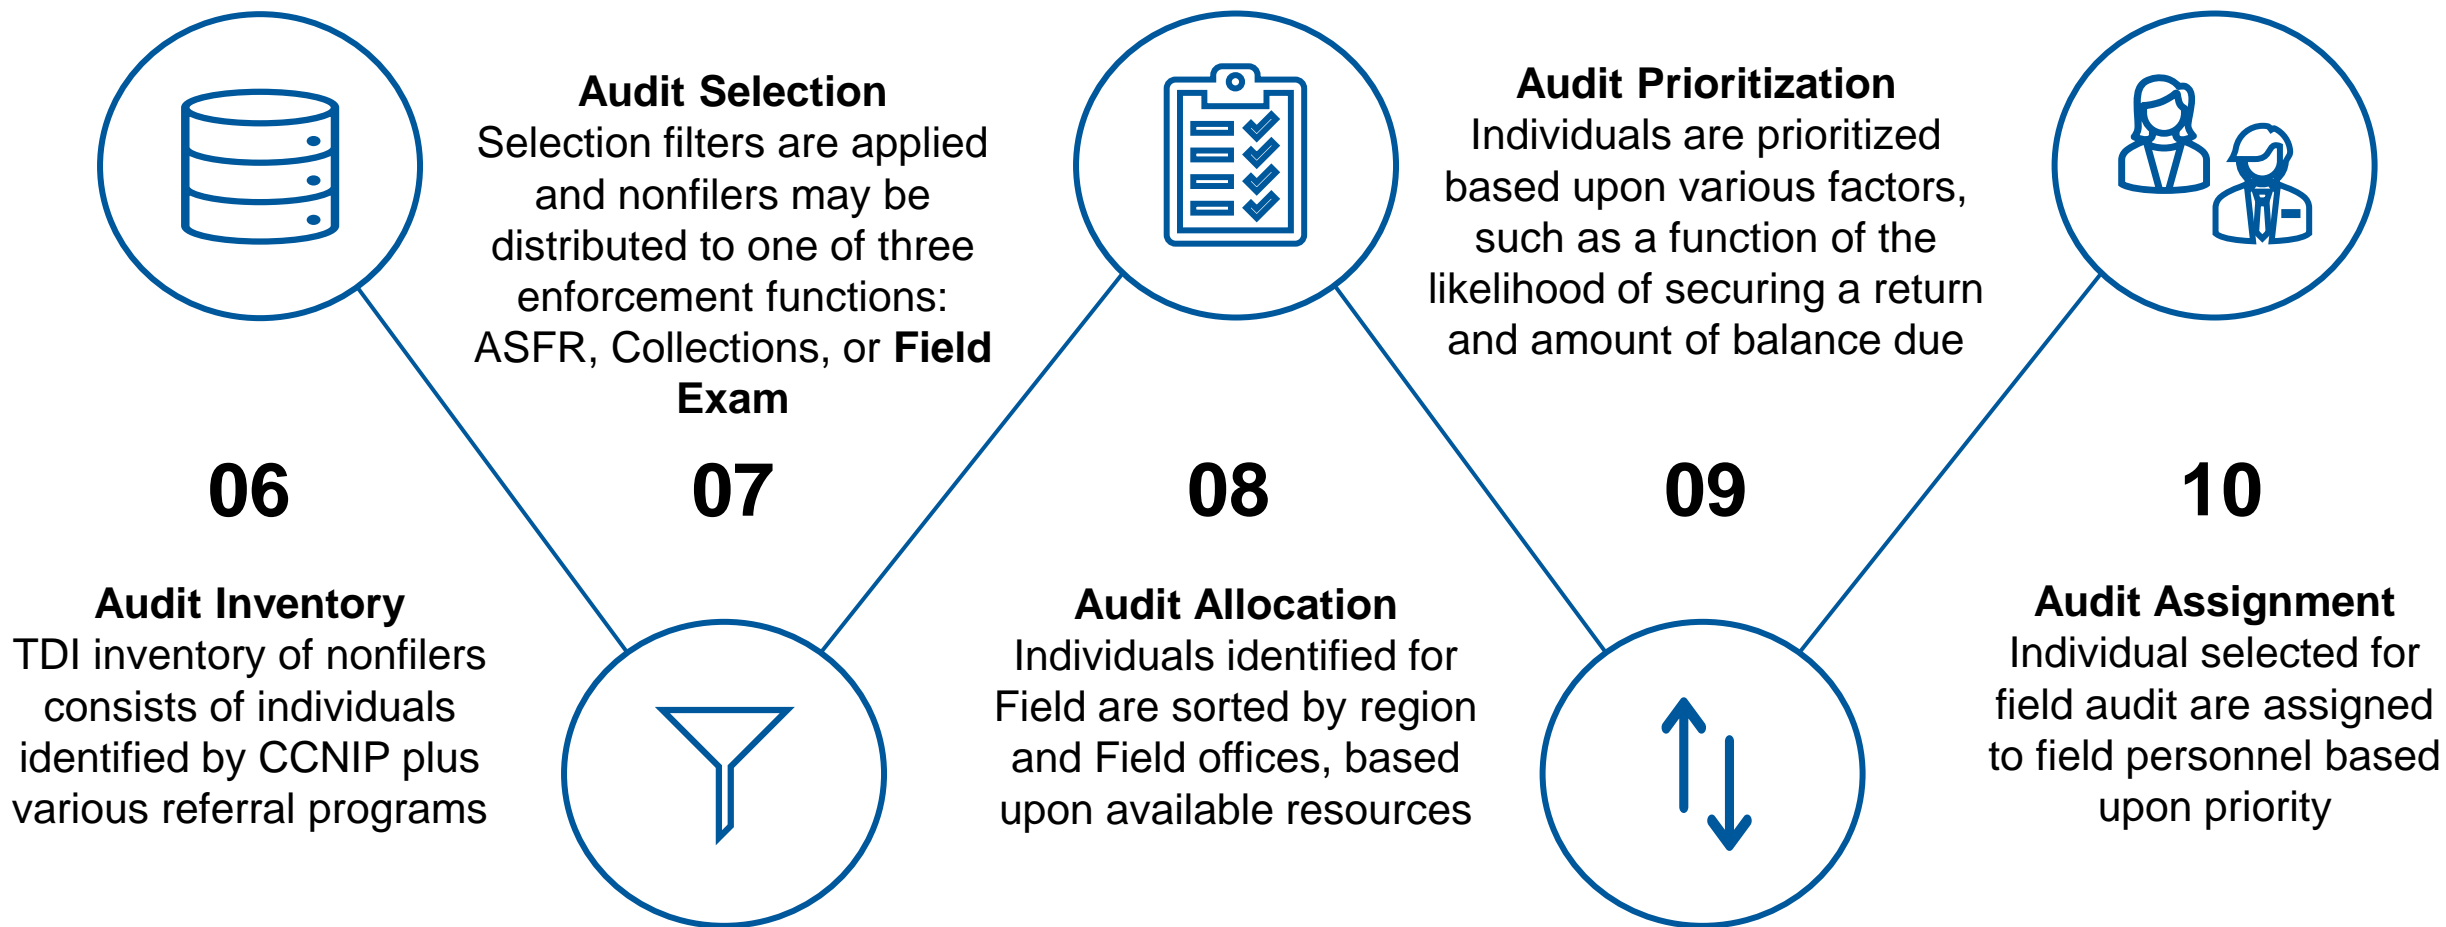 06
Audit Inventory
TDI inventory of nonfilers
consists of individuals
identified by CCNIP plus
various referral programs
Audit Selection
Selection filters are applied
and nonfilers may be
distributed to one of three
enforcement functions:
ASFR, Collections, or Field
Exam
07
08
Audit Allocation
Individuals identified for
Field are sorted by region
and Field offices, based
upon available resources
Audit Prioritization
Individuals are prioritized
based upon various factors,
such as a function of the
likelihood of securing a return
and amount of balance due
09
10
Audit Assignment
Individual selected for
field audit are assigned
to field personnel based
upon priority